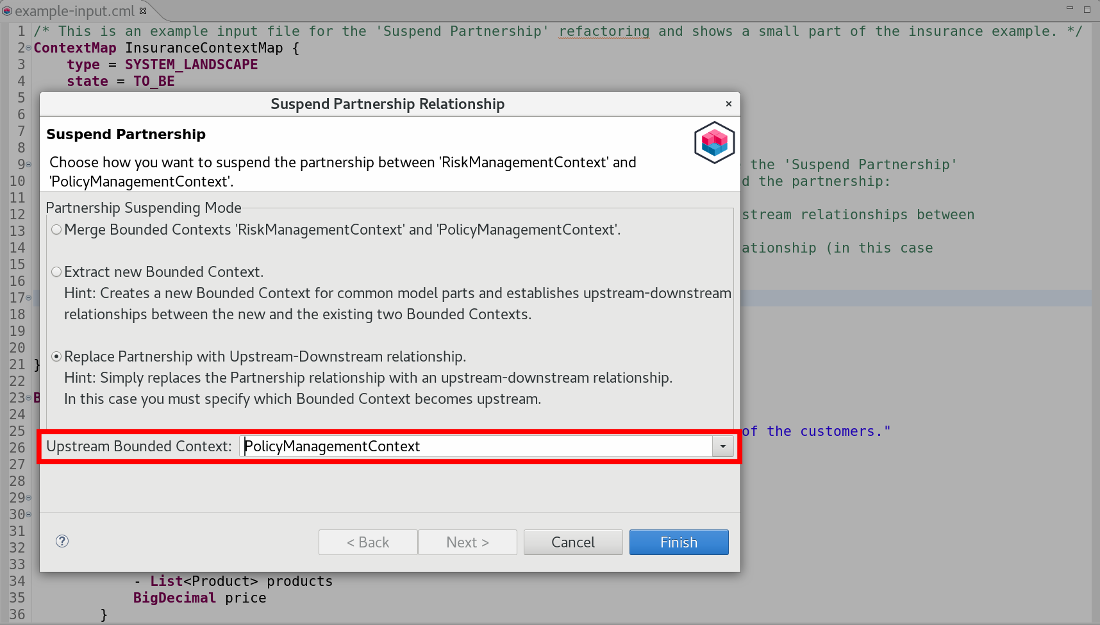 example-input.cml
1 /* This is an example input file for the 'Suspend Partnership' refactoring and shows a small part of the insurance example. */
2 ContextMap InsuranceContextMap {
3 type = SYSTEM_LANDSCAPE
4 state = TO_BE
5
Suspend Partnership Relationship ×
6
7 Suspend Partnership
8 Choose how you want to suspend the partnership between 'RiskManagementContext' and
9 the 'Suspend Partnership'
10 'PolicyManagementContext'. d the partnership:
11
Partnership Suspending Mode
12 stream relationships between
13 Merge Bounded Contexts 'RiskManagementContext' and 'PolicyManagementContext'.
14 ationship (in this case
15
16 Extract new Bounded Context.
17 Hint: Creates a new Bounded Context for common model parts and establishes upstream-downstream
18 relationships between the new and the existing two Bounded Contexts.
19
20
Replace Partnership with Upstream-Downstream relationship.
21 }
22 Hint: Simply replaces the Partnership relationship with an upstream-downstream relationship.
23 B In this case you must specify which Bounded Context becomes upstream.
24
25 of the customers."
26 Upstream Bounded Context: PolicyManagementContext
27
28
29
30
31
32 ? < Back Next > Cancel Finish
33
34 - List<Product> products
35 BigDecimal price
36 }